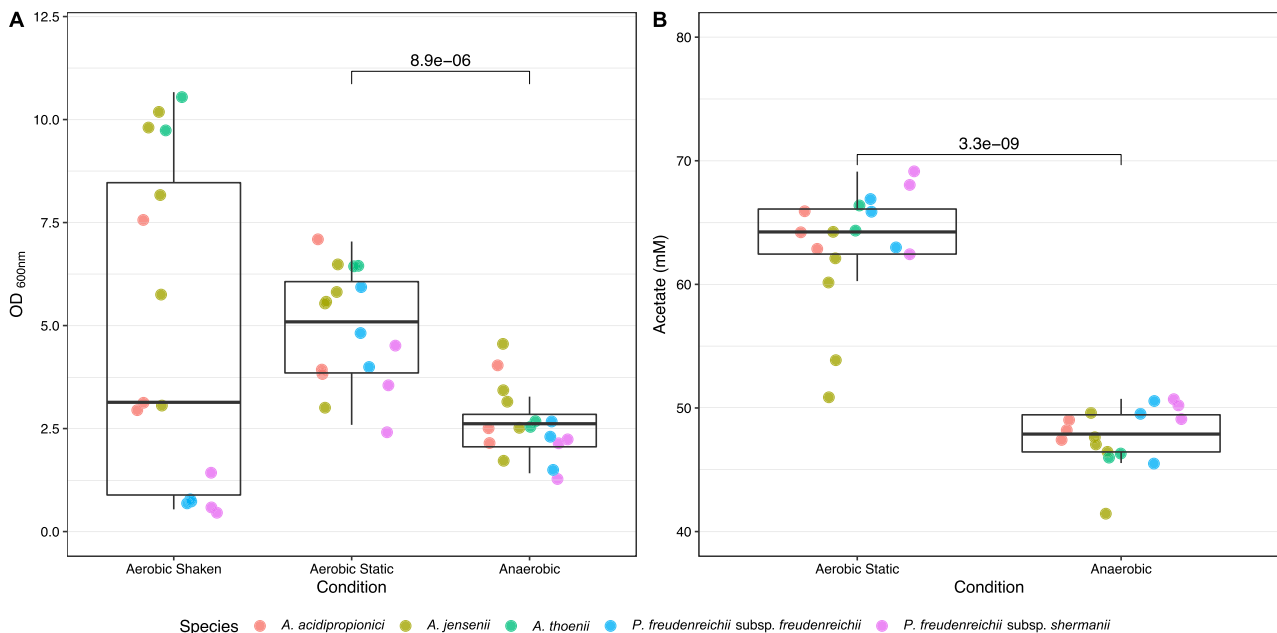 A
12.5
10.0
7.5
5.0
2.5
0.0
OD 600nm
8.9e−06
Aerobic Shaken Aerobic Static Anaerobic
Condition
B
80
70
60
50
40
Acetate (mM)
3.3e−09
Aerobic Static Anaerobic
Condition
Species A. acidipropionici A. jensenii A. thoenii P. freudenreichii subsp. freudenreichii P. freudenreichii subsp. shermanii